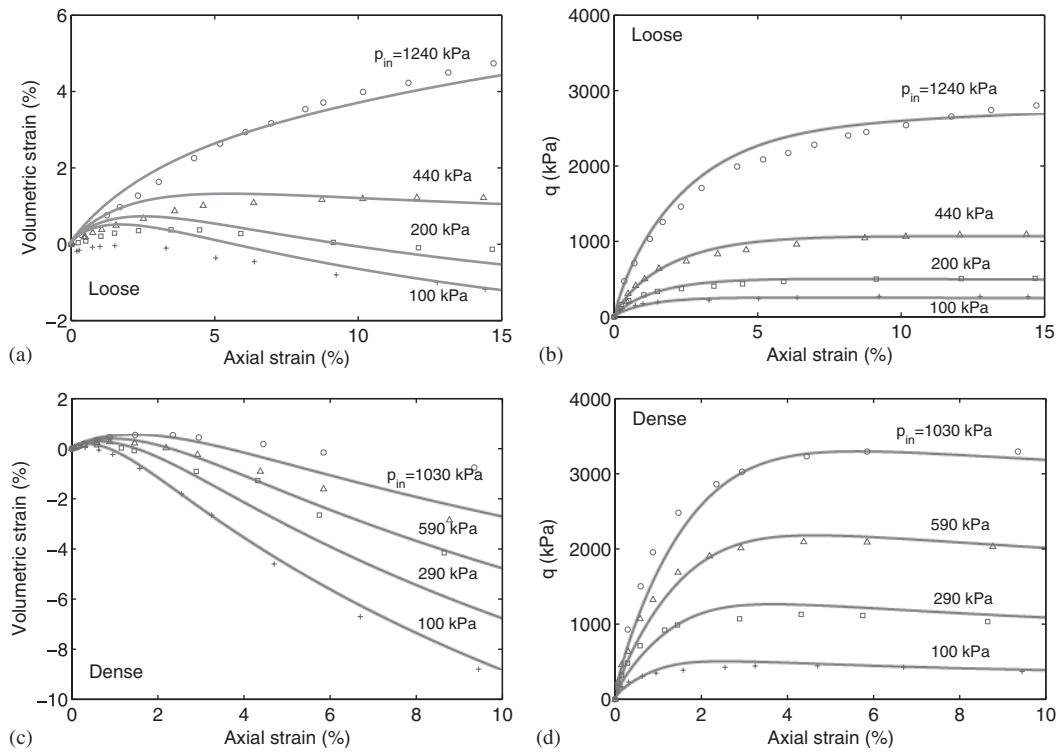 4
Volumetric strain (%)
2
0
−2
0
5
10
15
Axial strain (%)
p_in=1240 kPa
440 kPa
200 kPa
100 kPa
Loose
(a)
4000
3000
2000
1000
0
q (kPa)
0
5
10
15
Axial strain (%)
Loose
p_in=1240 kPa
440 kPa
200 kPa
100 kPa
(b)
2
0
−2
−4
−6
−8
−10
Volumetric strain (%)
0
2
4
6
8
10
Axial strain (%)
p_in=1030 kPa
590 kPa
290 kPa
100 kPa
Dense
(c)
4000
3000
2000
1000
0
q (kPa)
0
2
4
6
8
10
Axial strain (%)
Dense
p_in=1030 kPa
590 kPa
290 kPa
100 kPa
(d)